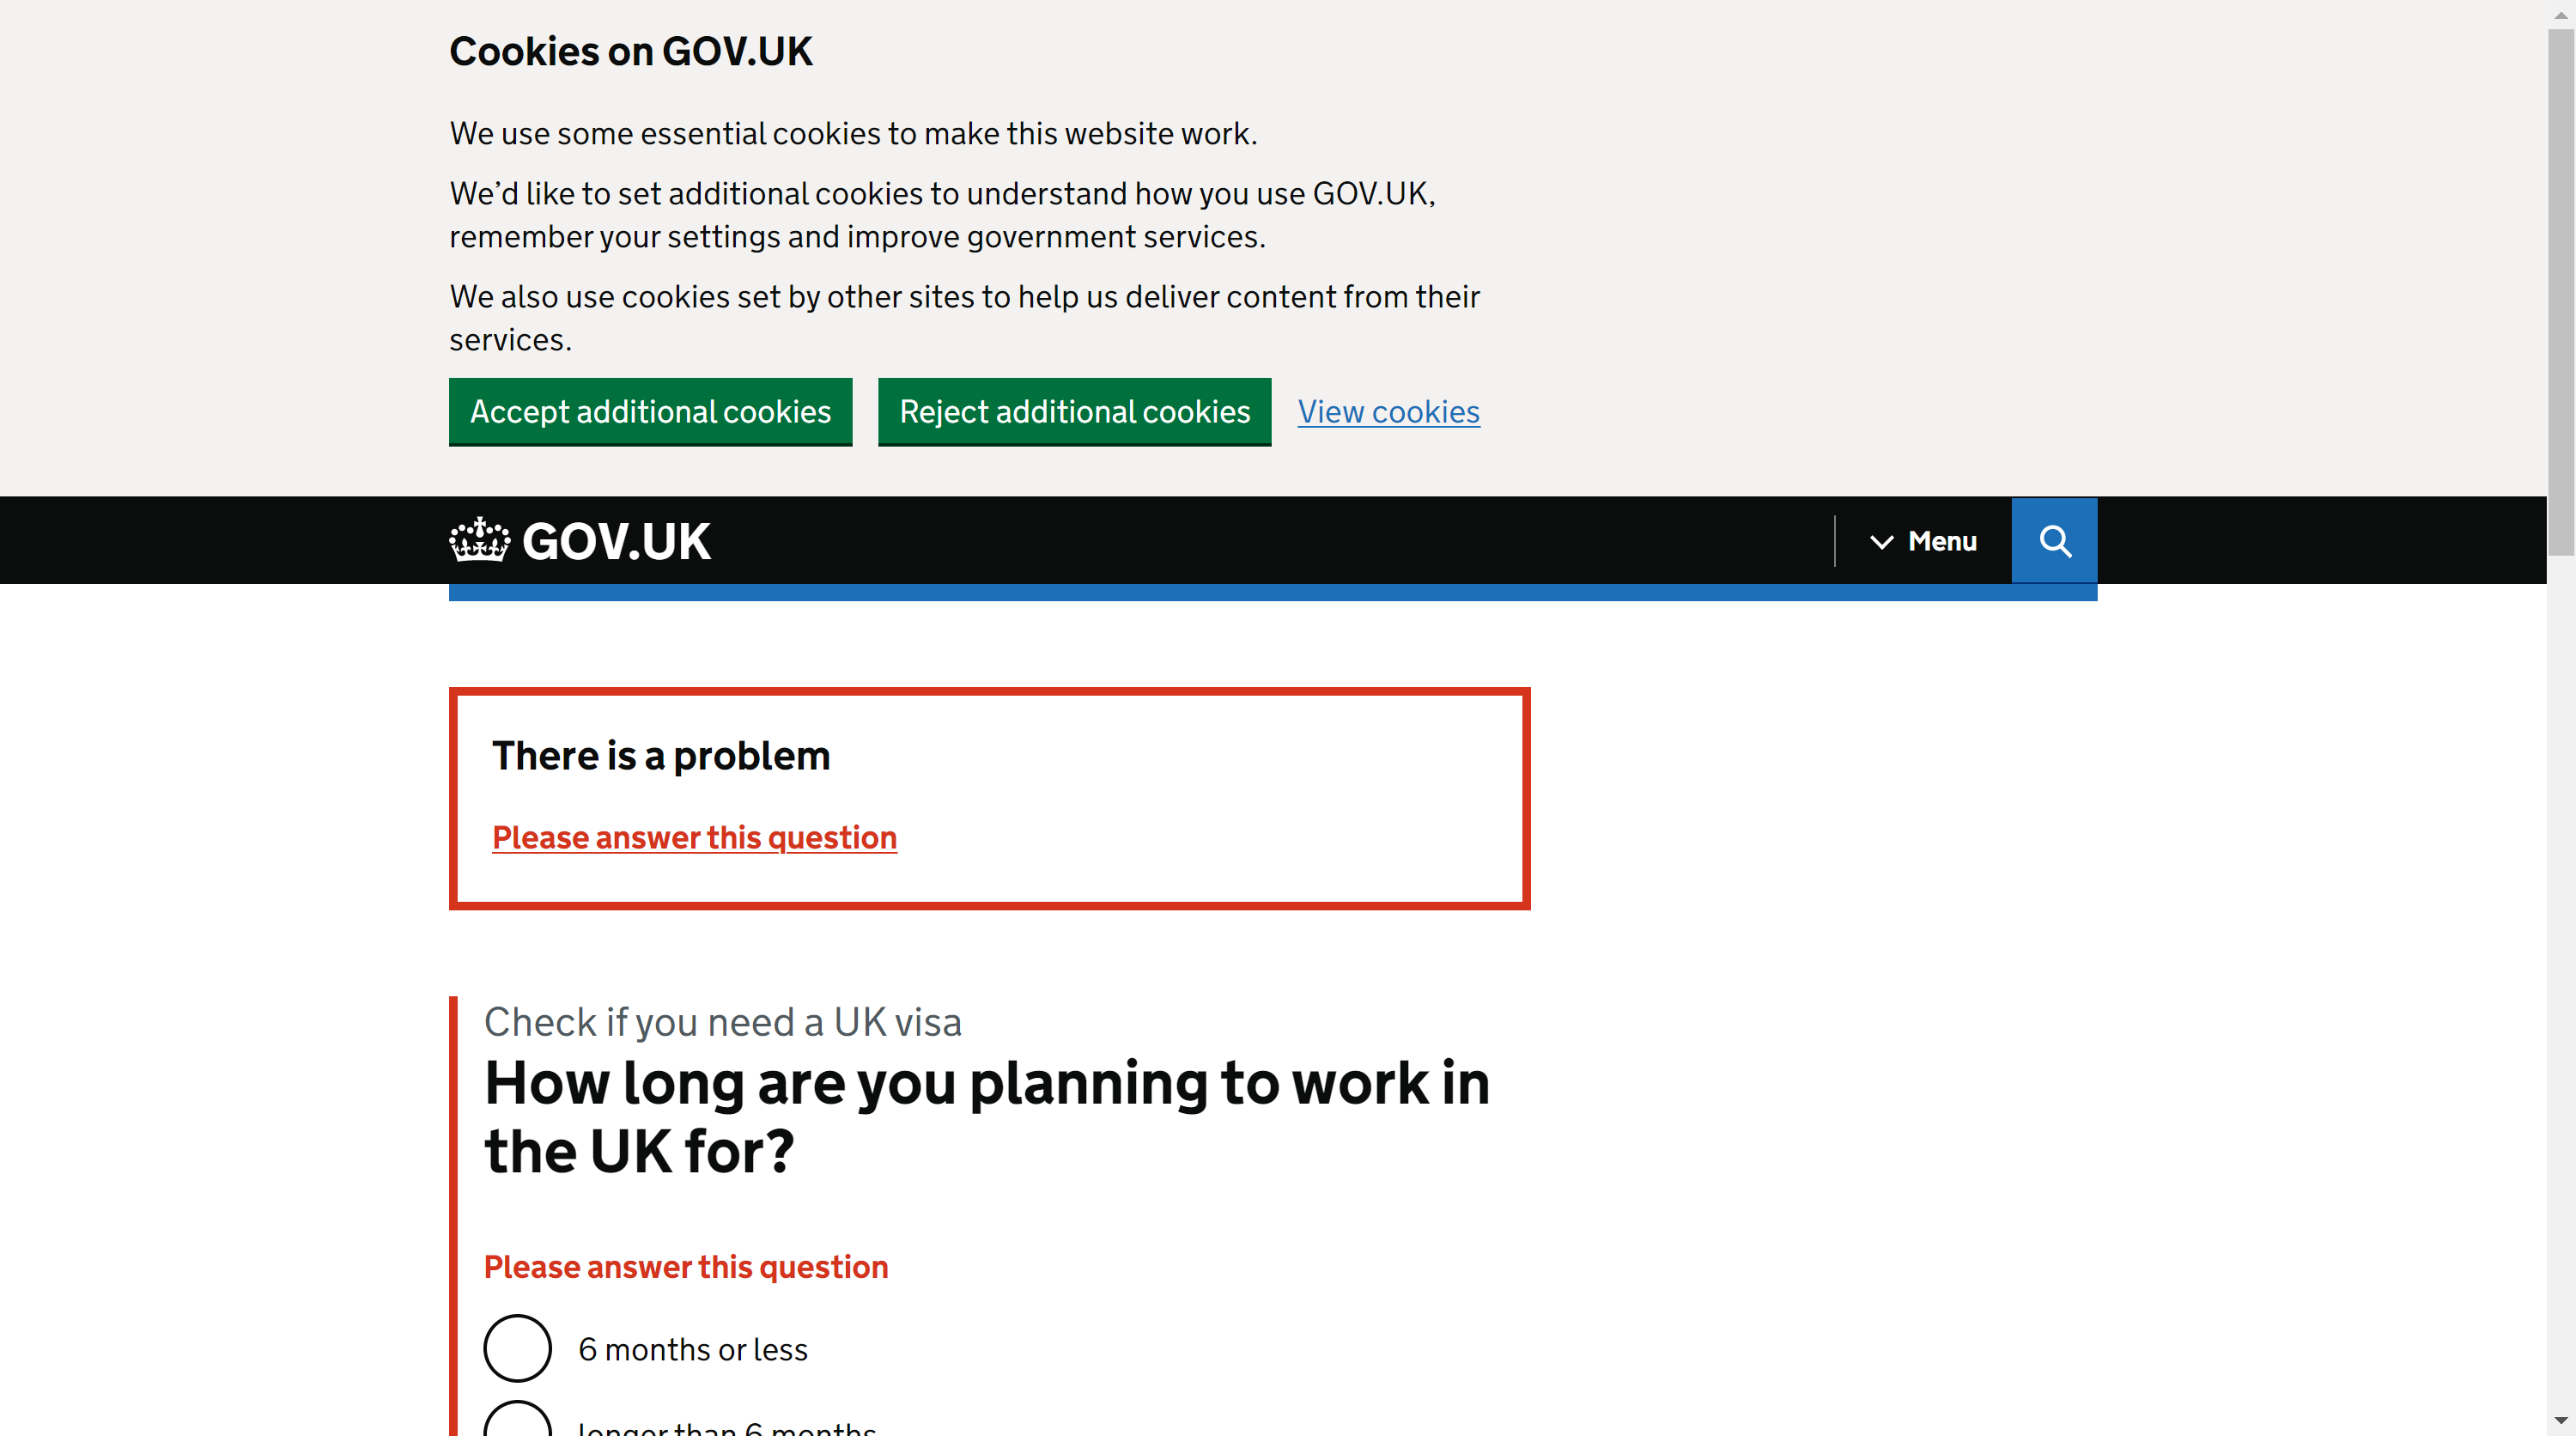 Cookies on GOV.UK
We use some essential cookies to make this website work.
We’d like to set additional cookies to understand how you use GOV.UK,
remember your settings and improve government services.
We also use cookies set by other sites to help us deliver content from their
services.
Accept additional cookies Reject additional cookies View cookies
GOV.UK Menu
There is a problem
Please answer this question
Check if you need a UK visa
How long are you planning to work in
the UK for?
Please answer this question
6 months or less
longer than 6 months